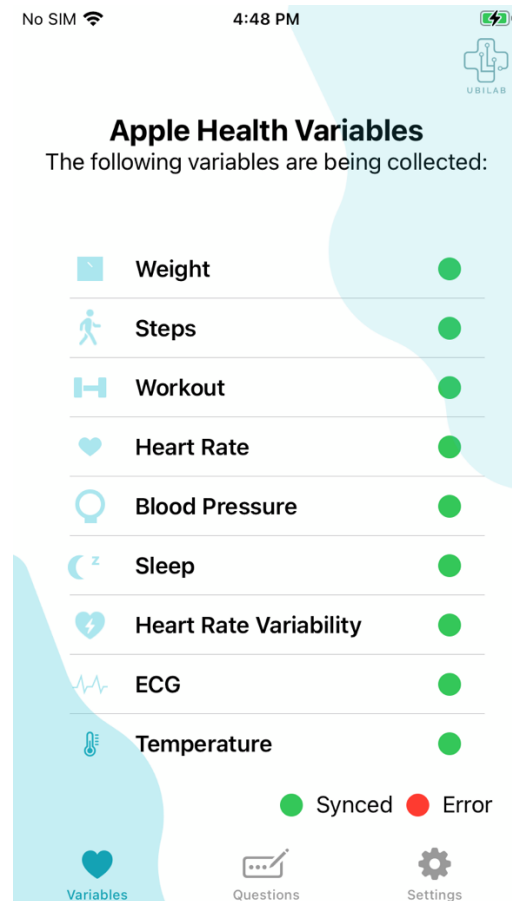 No SIM 4:48 PM
UBILAB
Apple Health Variables
The following variables are being collected:
Weight
Steps
Workout
Heart Rate
Blood Pressure
z Sleep
Heart Rate Variability
ECG
Temperature
Synced Error
Variables Questions Settings